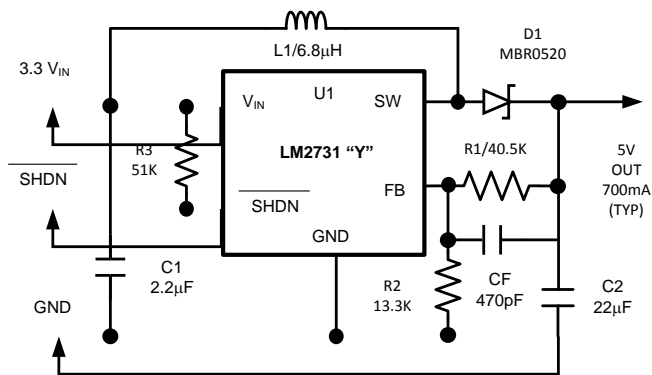 L1/6.8µH
D1
MBR0520
3.3 VIN
VIN
U1
SW
R3
51K
LM2731 “Y”
R1/40.5K
5V
OUT
700mA
(TYP)
SHDN
SHDN
FB
GND
C1
2.2µF
R2
13.3K
CF
470pF
C2
22µF
GND